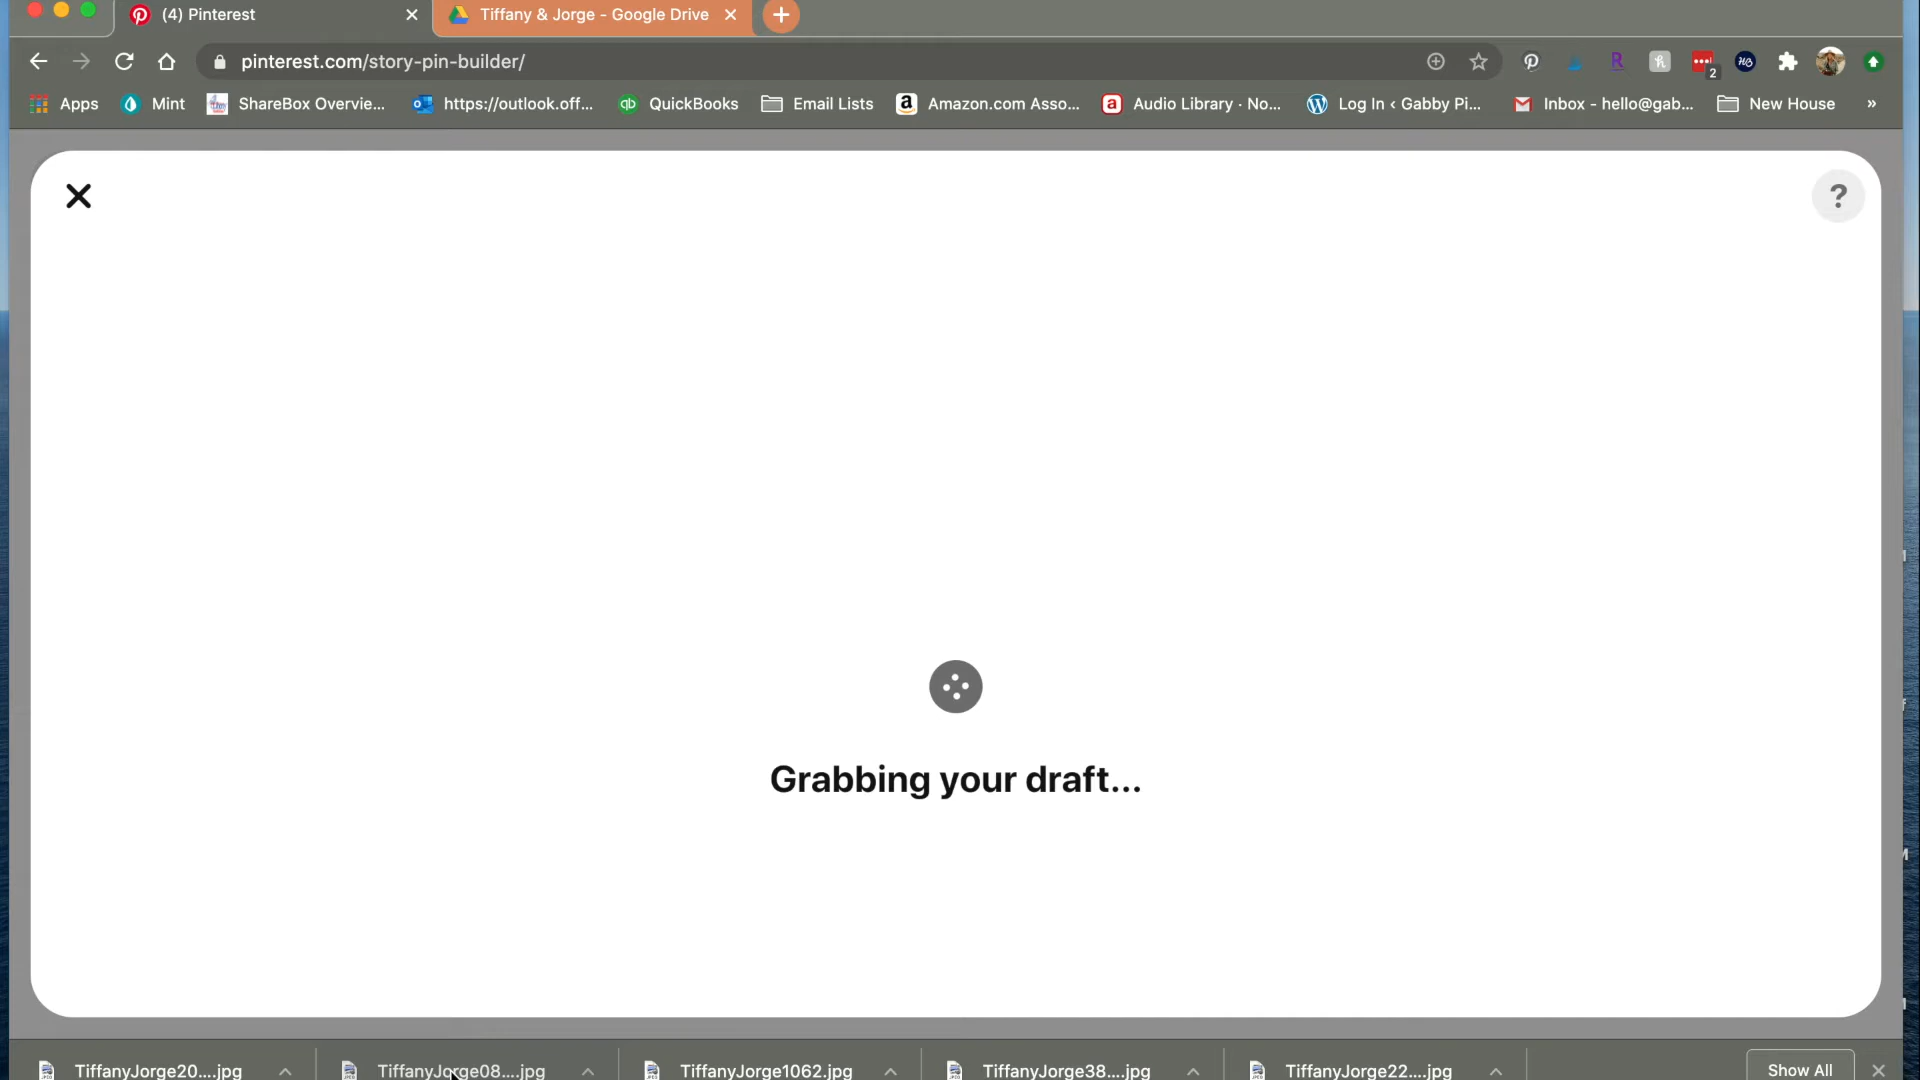 (4) Pinterest
Tiffany & Jorge - Google Drive
pinterest.com/story-pin-builder/
2
Apps
Mint
ShareBox Overvie...
https://outlook.off...
QuickBooks
Email Lists
Amazon.com Asso...
Audio Library · No...
Log In ‹ Gabby Pi...
Inbox - hello@gab...
New House
»
?
Grabbing your draft...
TiffanyJorge20....jpg
TiffanyJorge08....jpg
TiffanyJorge1062.jpg
TiffanyJorge38....jpg
TiffanyJorge22....jpg
Show All